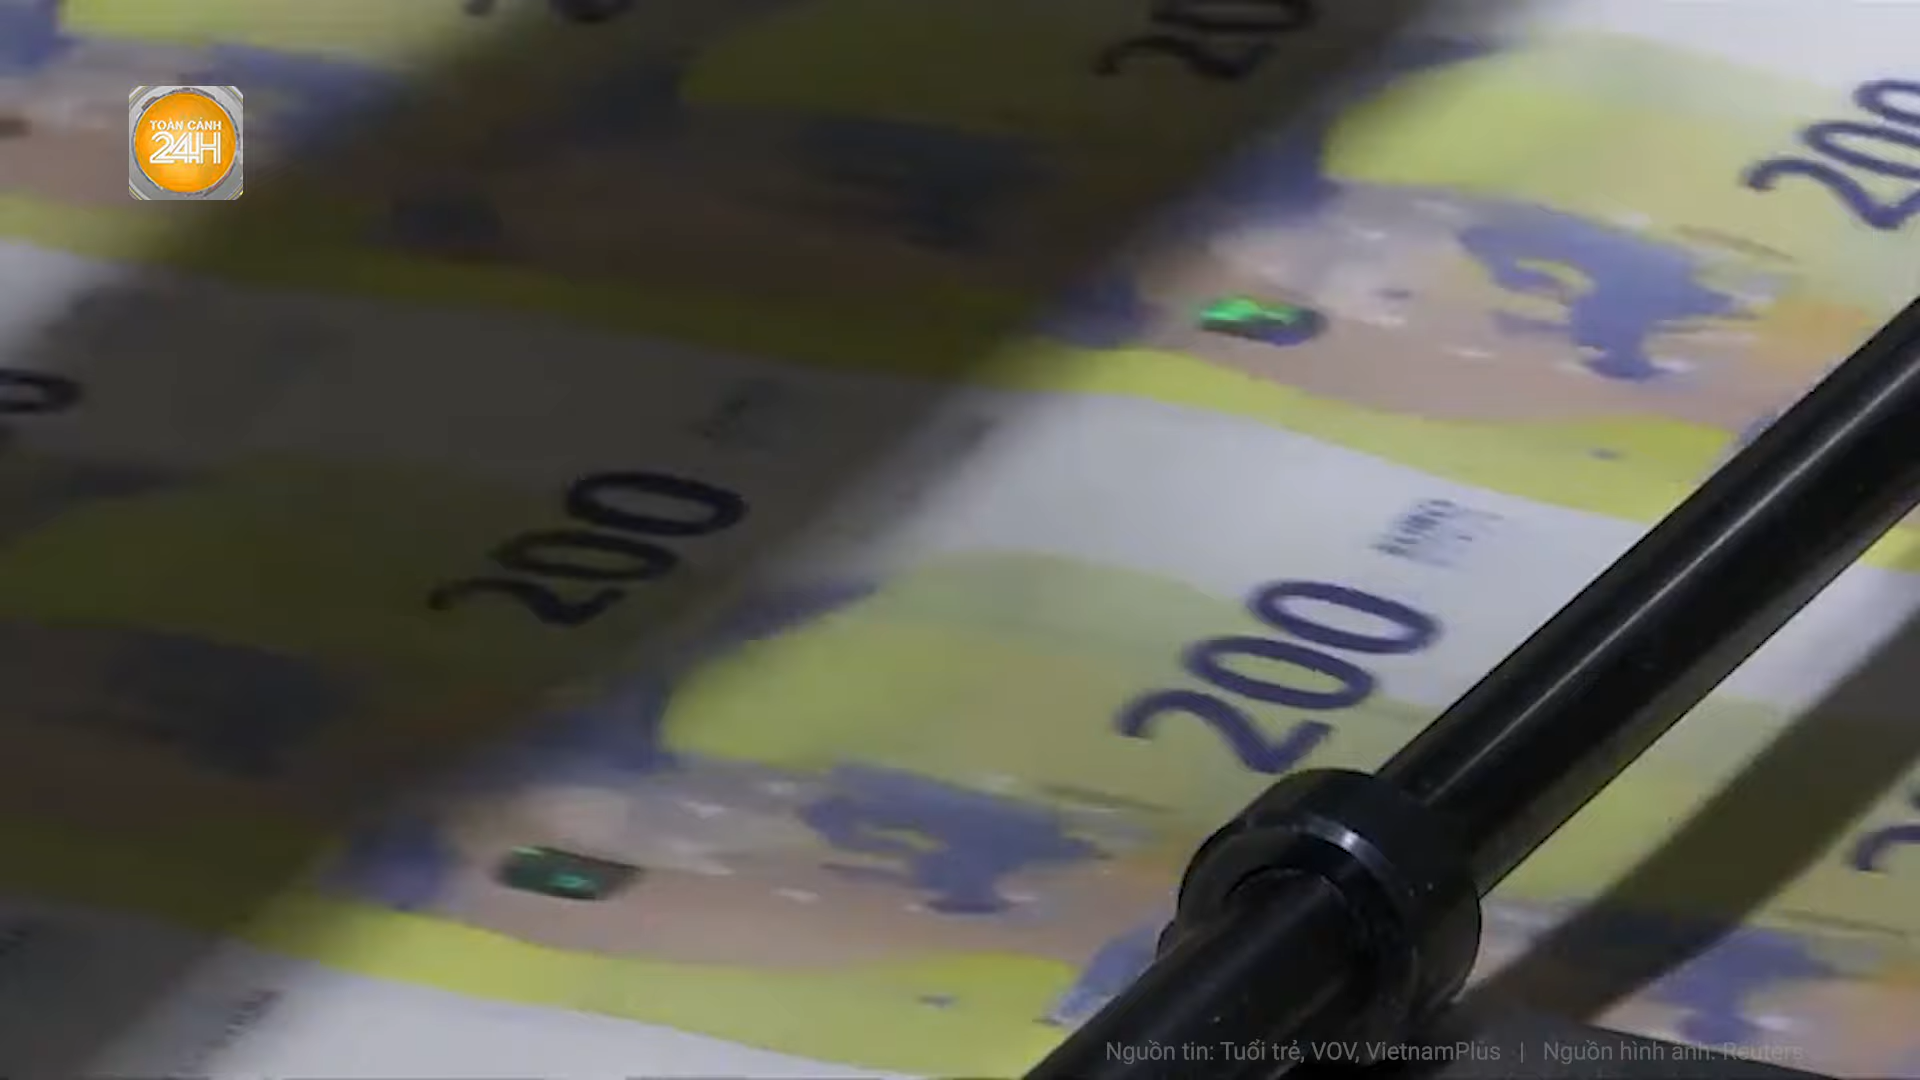 TOÀN CẢNH
24H
200
200
200
200
Nguồn tin: Tuổi trẻ, VOV, VietnamPlus | Nguồn hình ảnh: Reuters